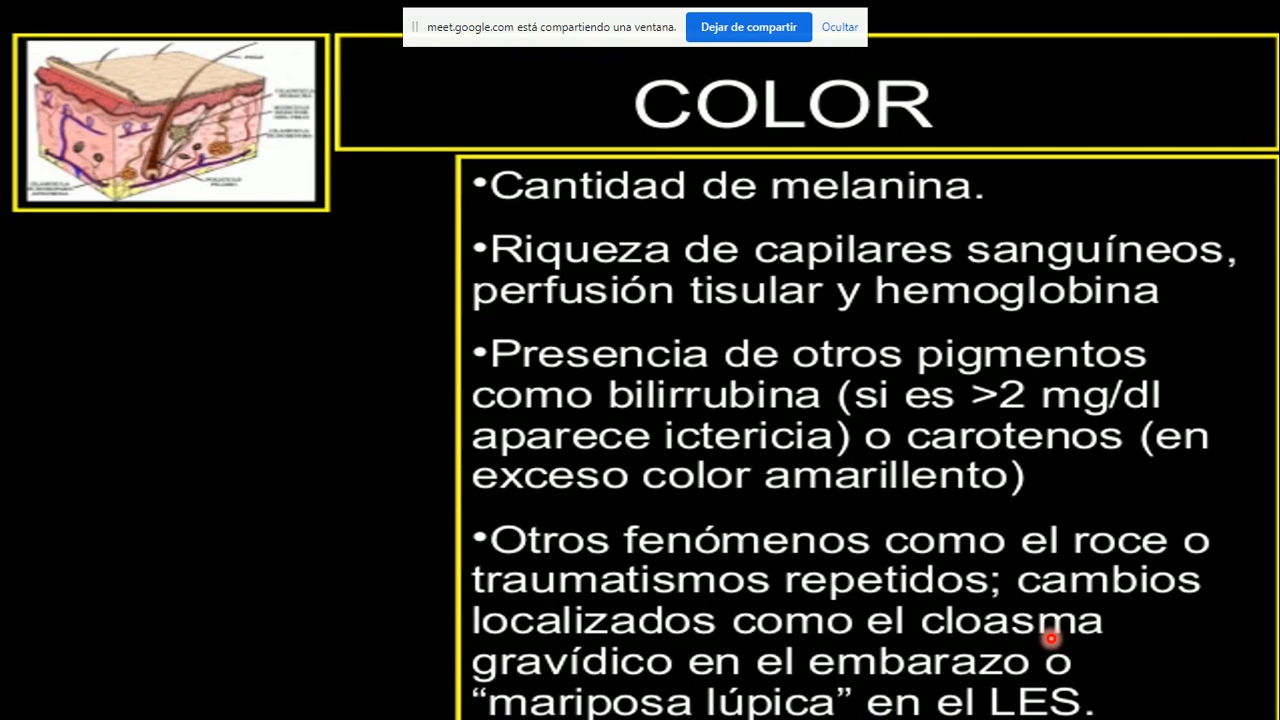 meet.google.com está compartiendo una ventana.
Dejar de compartir
Ocultar
COLOR
•Cantidad de melanina.
•Riqueza de capilares sanguíneos,
perfusión tisular y hemoglobina
•Presencia de otros pigmentos
como bilirrubina (si es >2 mg/dl
aparece ictericia) o carotenos (en
exceso color amarillento)
•Otros fenómenos como el roce o
traumatismos repetidos; cambios
localizados como el cloasma
gravídico en el embarazo o
“mariposa lúpica” en el LES.